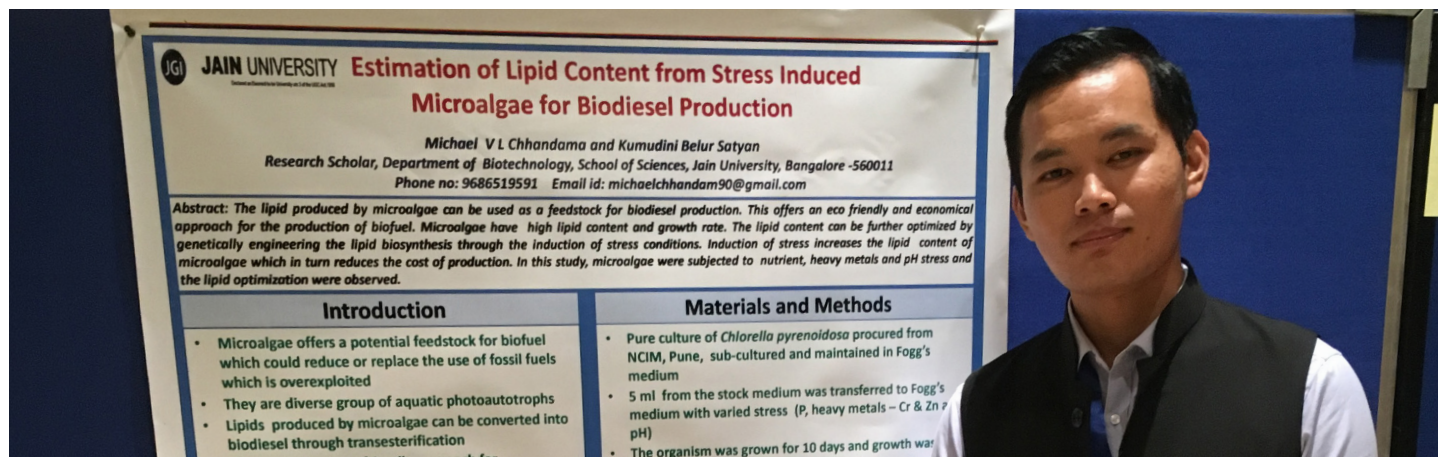 JGI JAIN UNIVERSITY
Estimation of Lipid Content from Stress Induced
Microalgae for Biodiesel Production
Michael V L Chhandama and Kumudini Belur Satyan
Research Scholar, Department of Biotechnology, School of Sciences, Jain University, Bangalore -560011
Phone no: 9686519591 Email id: michaelchhandam90@gmail.com
Abstract: The lipid produced by microalgae can be used as a feedstock for biodiesel production. This offers an eco friendly and economical
approach for the production of biofuel. Microalgae have high lipid content and growth rate. The lipid content can be further optimized by
genetically engineering the lipid biosynthesis through the induction of stress conditions. Induction of stress increases the lipid content of
microalgae which in turn reduces the cost of production. In this study, microalgae were subjected to nutrient, heavy metals and pH stress and
the lipid optimization were observed.
Introduction
• Microalgae offers a potential feedstock for biofuel
which could reduce or replace the use of fossil fuels
which is overexploited
• They are diverse group of aquatic photoautotrophs
• Lipids produced by microalgae can be converted into
biodiesel through transesterification
Materials and Methods
• Pure culture of Chlorella pyrenoidosa procured from
NCIM, Pune, sub-cultured and maintained in Fogg's
medium
• 5 ml from the stock medium was transferred to Fogg's
medium with varied stress (P, heavy metals – Cr & Zn
pH)
• The organism was grown for 10 days and growth was